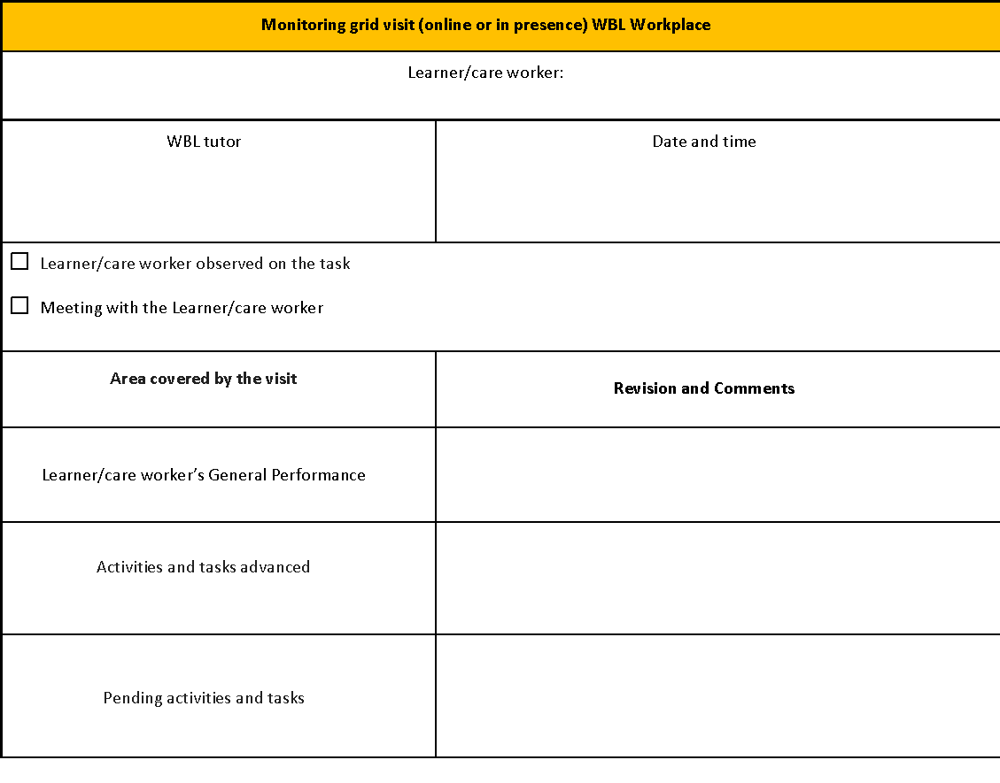 Monitoring grid visit (online or in presence) WBL Workplace
Learner/care worker:
WBL tutor
Date and time
Learner/care worker observed on the task
Meeting with the Learner/care worker
Area covered by the visit
Revision and Comments
Learner/care worker’s General Performance
Activities and tasks advanced
Pending activities and tasks